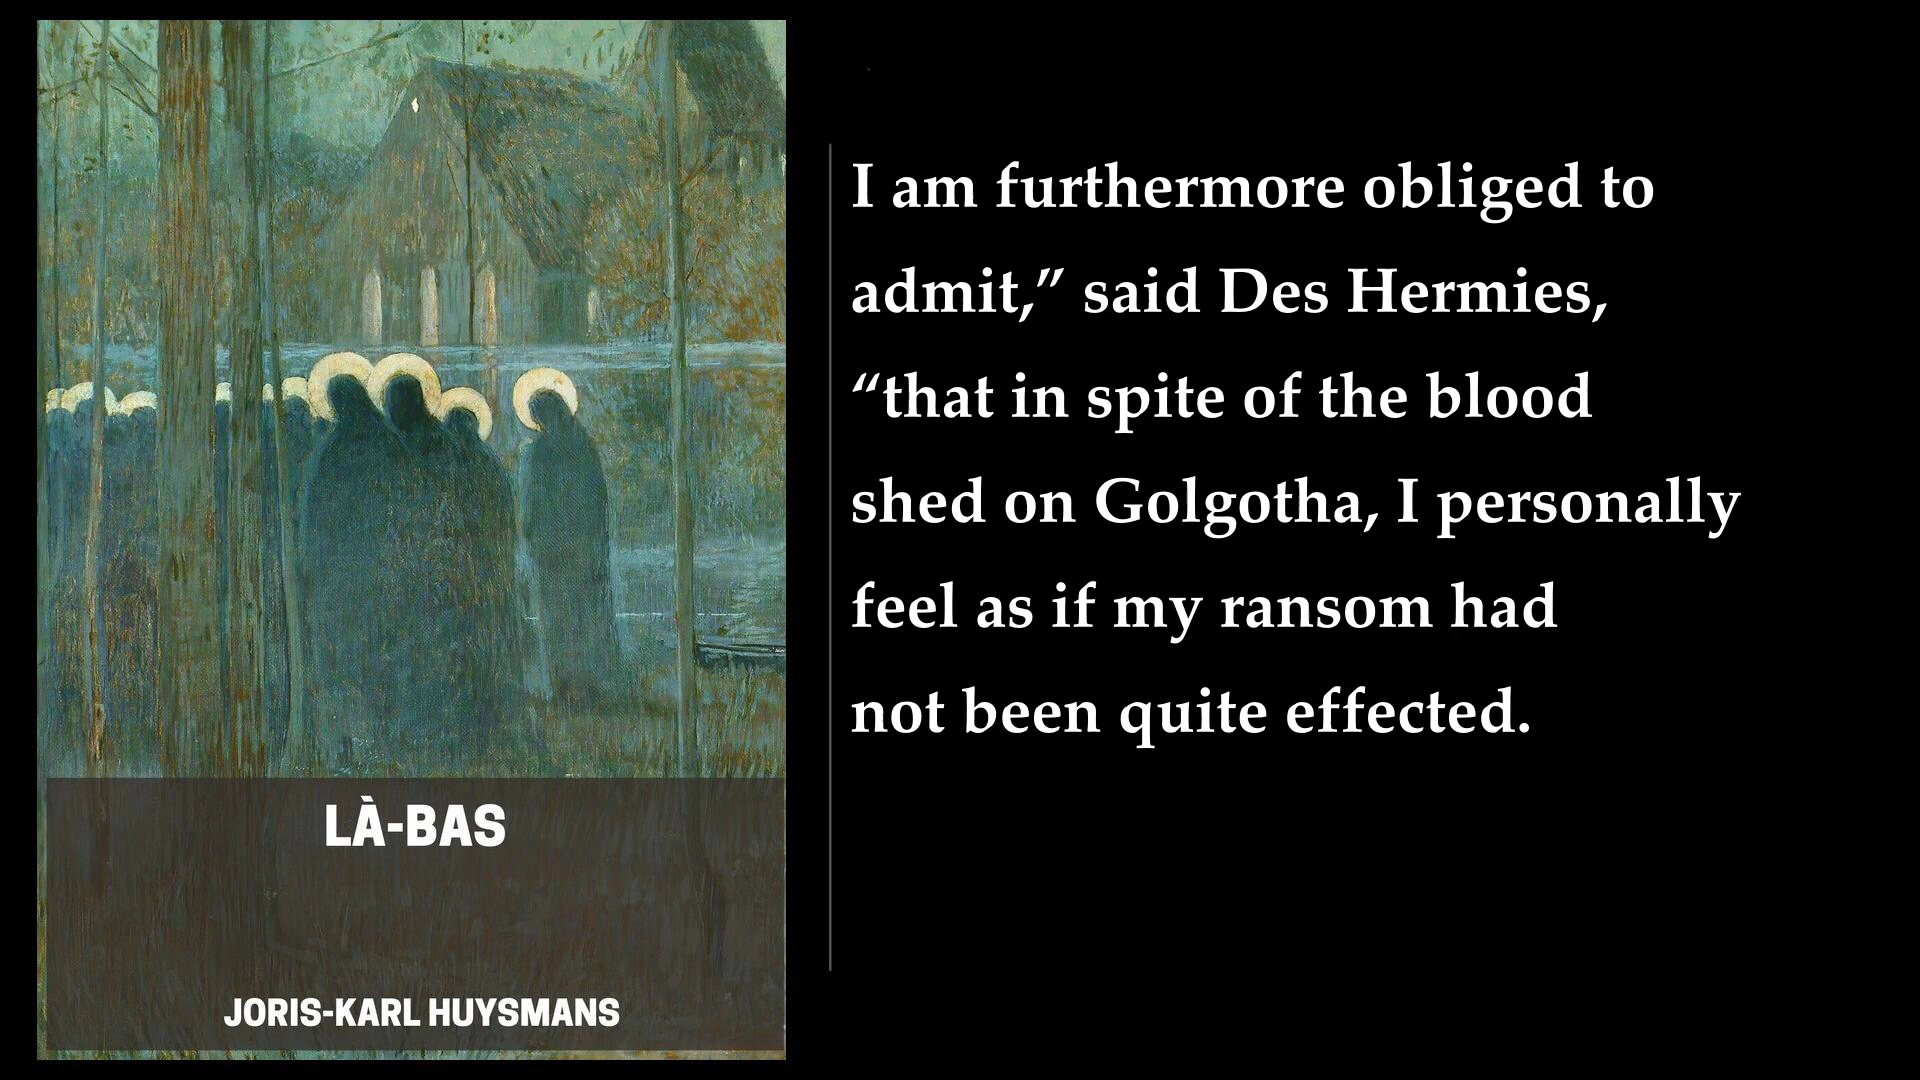 LÀ-BAS
JORIS-KARL HUYSMANS
I am furthermore obliged to
admit,” said Des Hermies,
“that in spite of the blood
shed on Golgotha, I personally
feel as if my ransom had
not been quite effected.